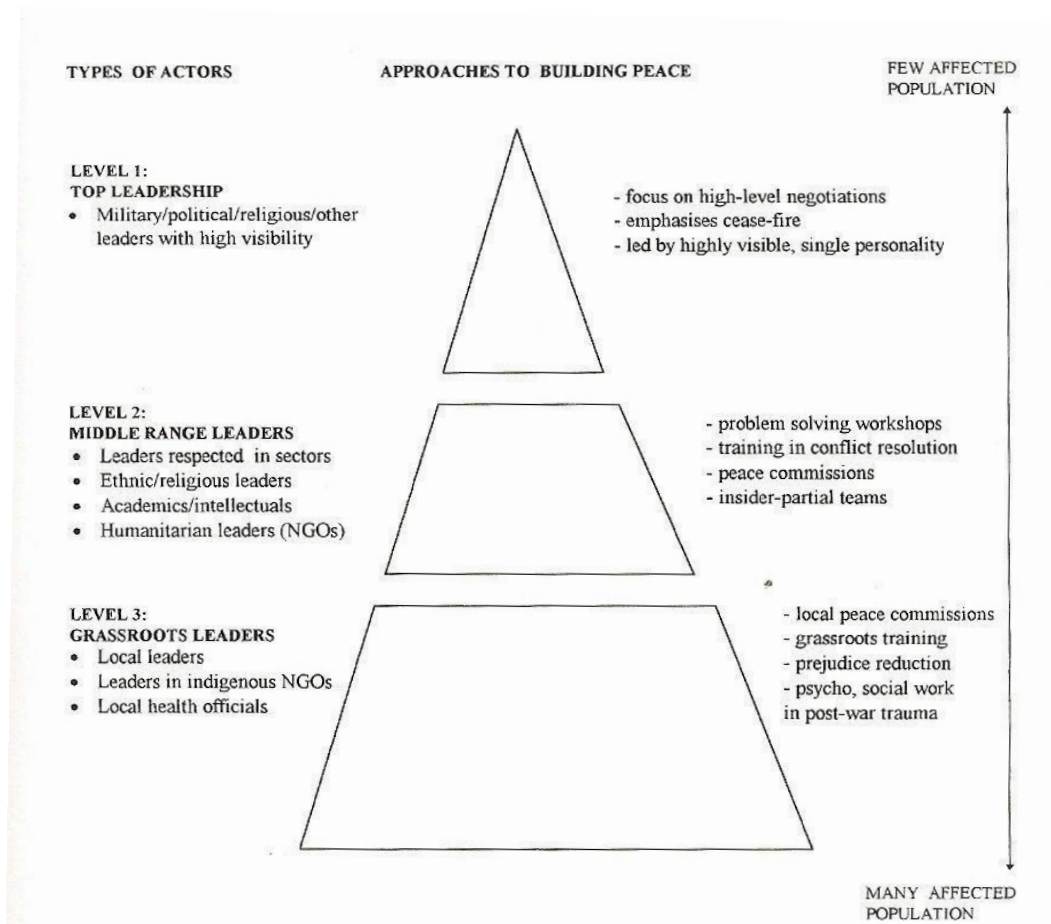 TYPES OF ACTORS
APPROACHES TO BUILDING PEACE
FEW AFFECTED
POPULATION
LEVEL 1:
TOP LEADERSHIP
• Military/political/religious/other
leaders with high visibility
- focus on high-level negotiations
- emphasises cease-fire
- led by highly visible, single personality
LEVEL 2:
MIDDLE RANGE LEADERS
• Leaders respected in sectors
• Ethnic/religious leaders
• Academics/intellectuals
• Humanitarian leaders (NGOs)
- problem solving workshops
- training in conflict resolution
- peace commissions
- insider-partial teams
LEVEL 3:
GRASSROOTS LEADERS
• Local leaders
• Leaders in indigenous NGOs
• Local health officials
- local peace commissions
- grassroots training
- prejudice reduction
- psycho, social work
in post-war trauma
MANY AFFECTED
POPULATION